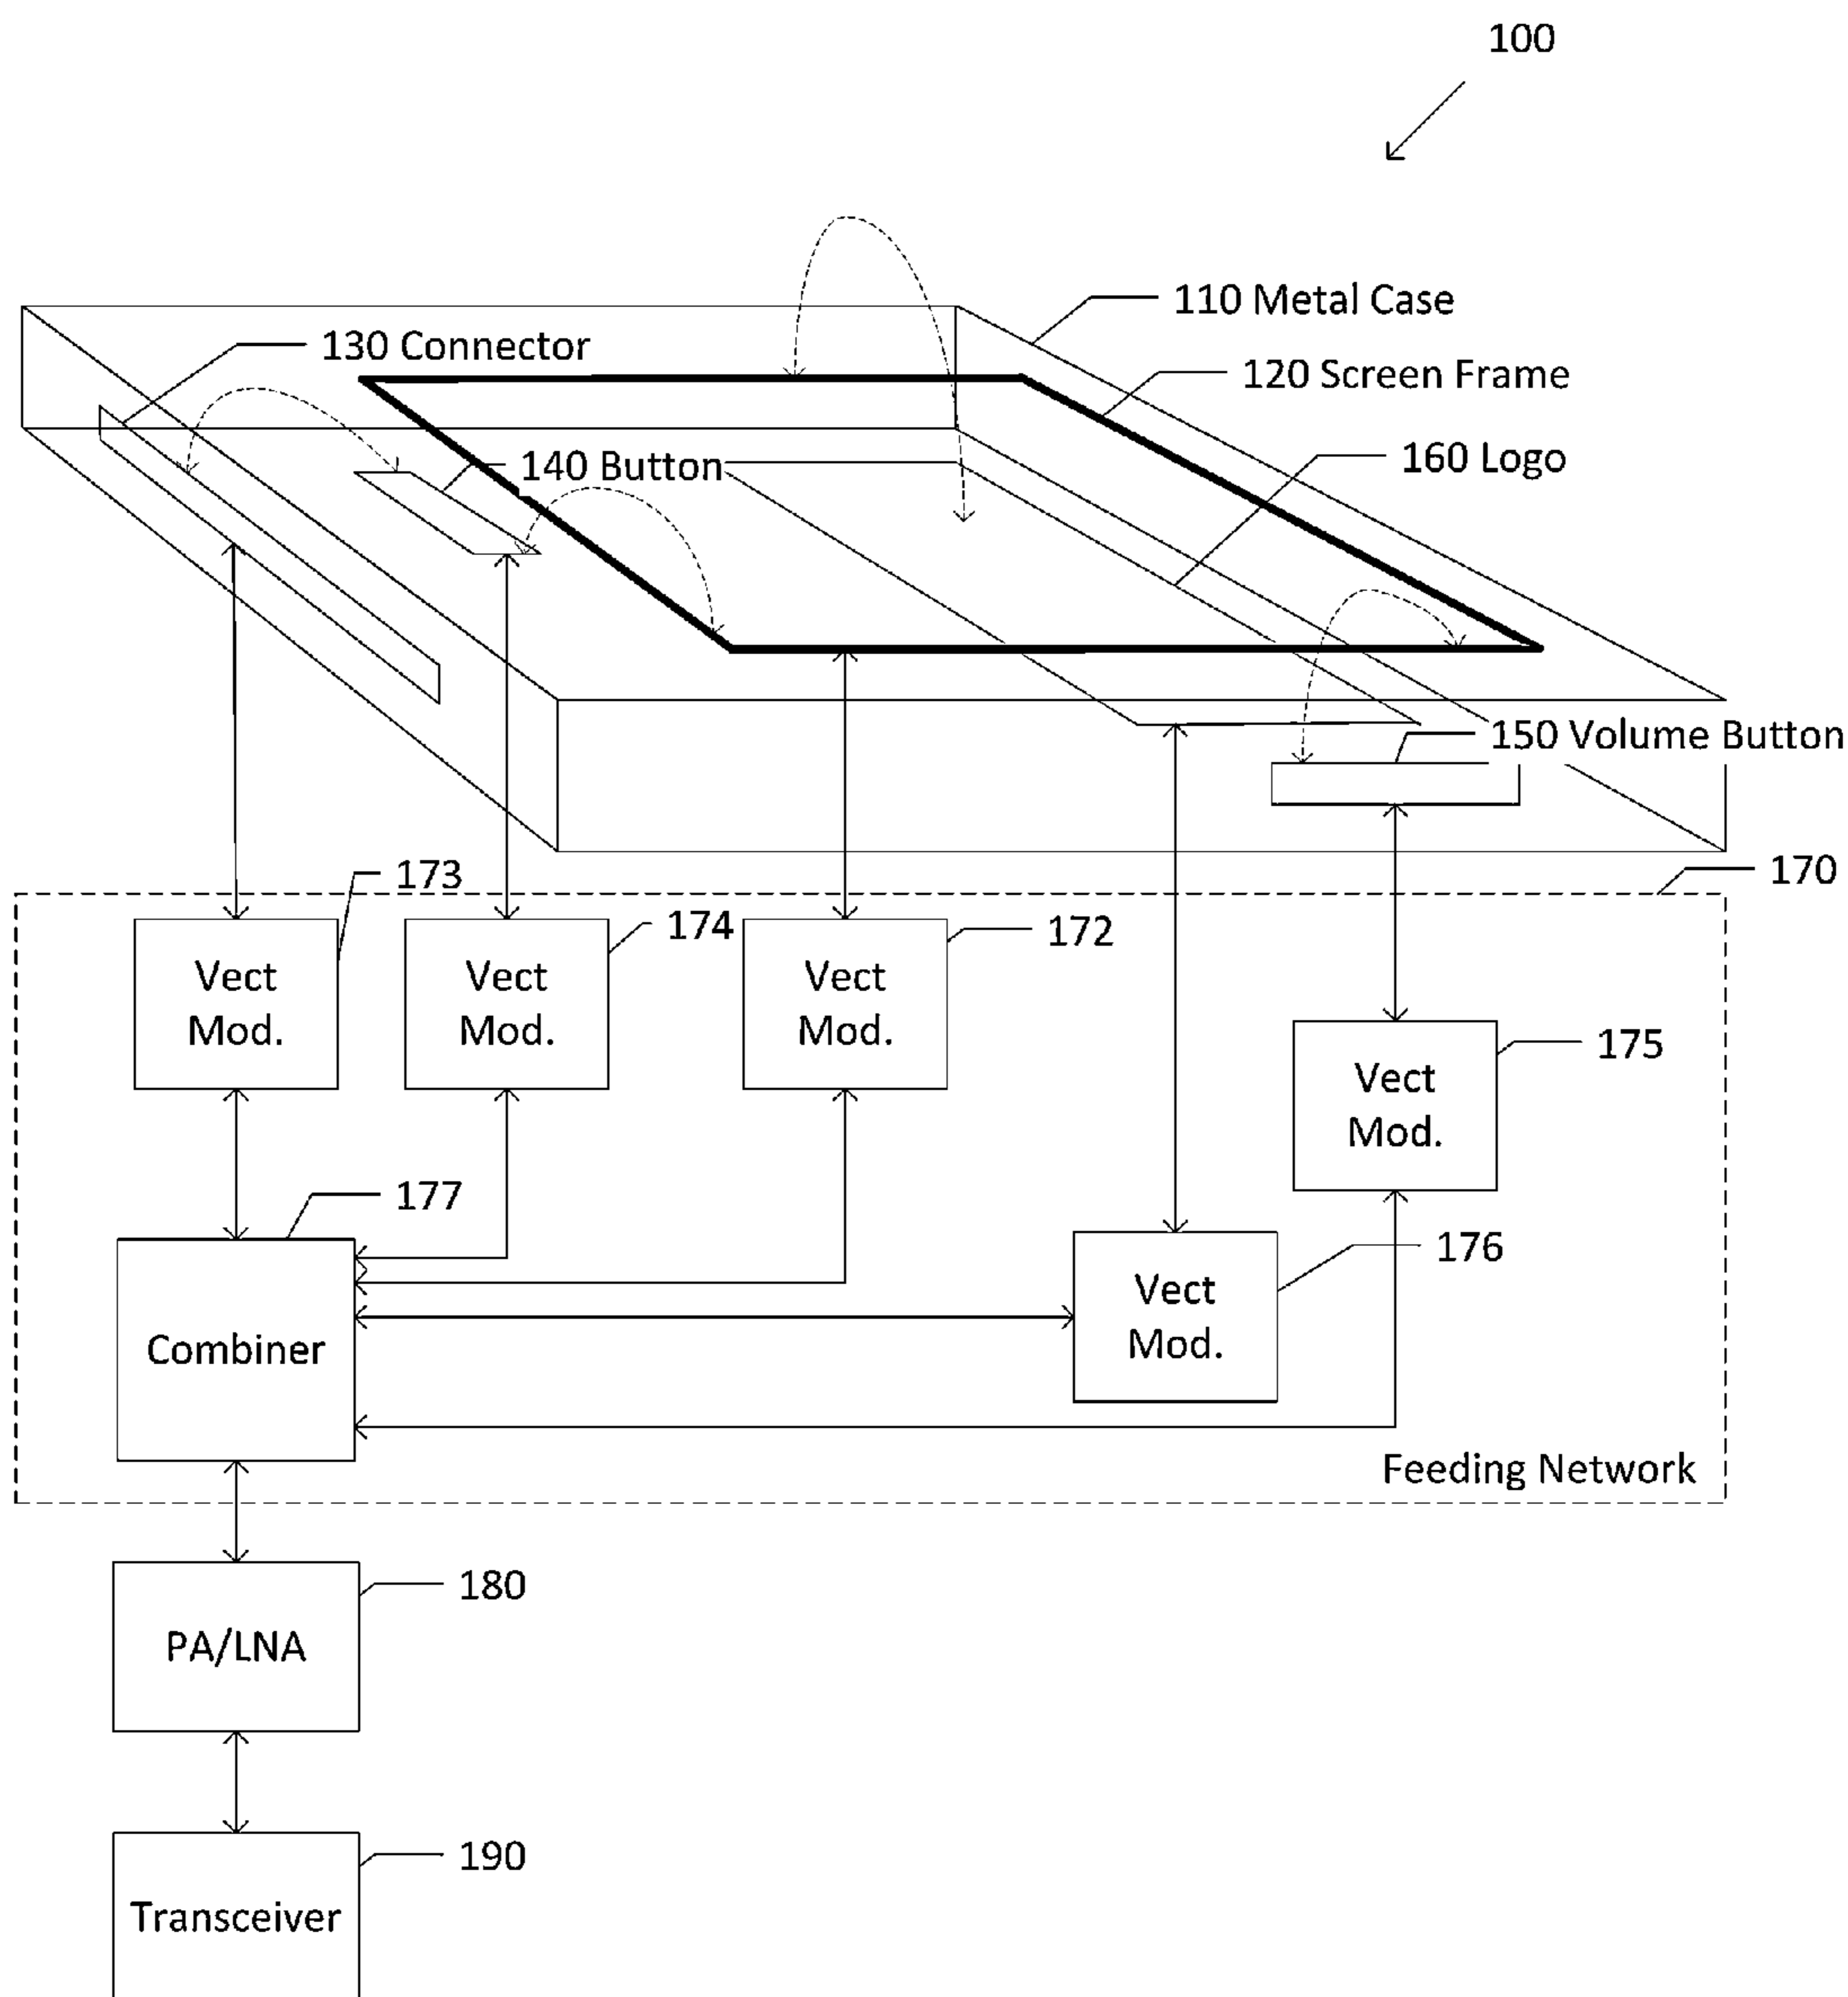 100
110 Metal Case
130 Connector
120 Screen Frame
140 Button
160 Logo
150 Volume Button
170
173
174
172
Vect
Mod.
Vect
Mod.
Vect
Mod.
175
Vect
Mod.
177
176
Vect
Mod.
Combiner
Feeding Network
180
PA/LNA
190
Transceiver